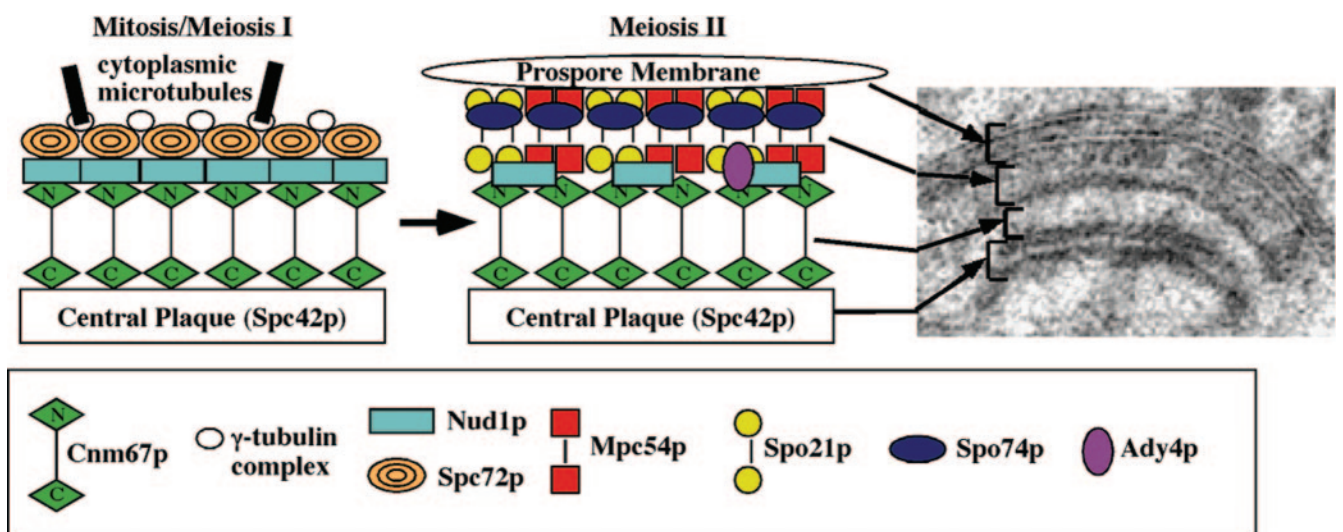 Mitosis/Meiosis I
cytoplasmic
microtubules
N N N N N N
C C C C C C
Central Plaque (Spc42p)
Meiosis II
Prospore Membrane
N N N N N N
C C C C C C
Central Plaque (Spc42p)
N
Cnm67p
C
γ-tubulin
complex
Nud1p
Spc72p
Mpc54p
Spo21p
Spo74p
Ady4p